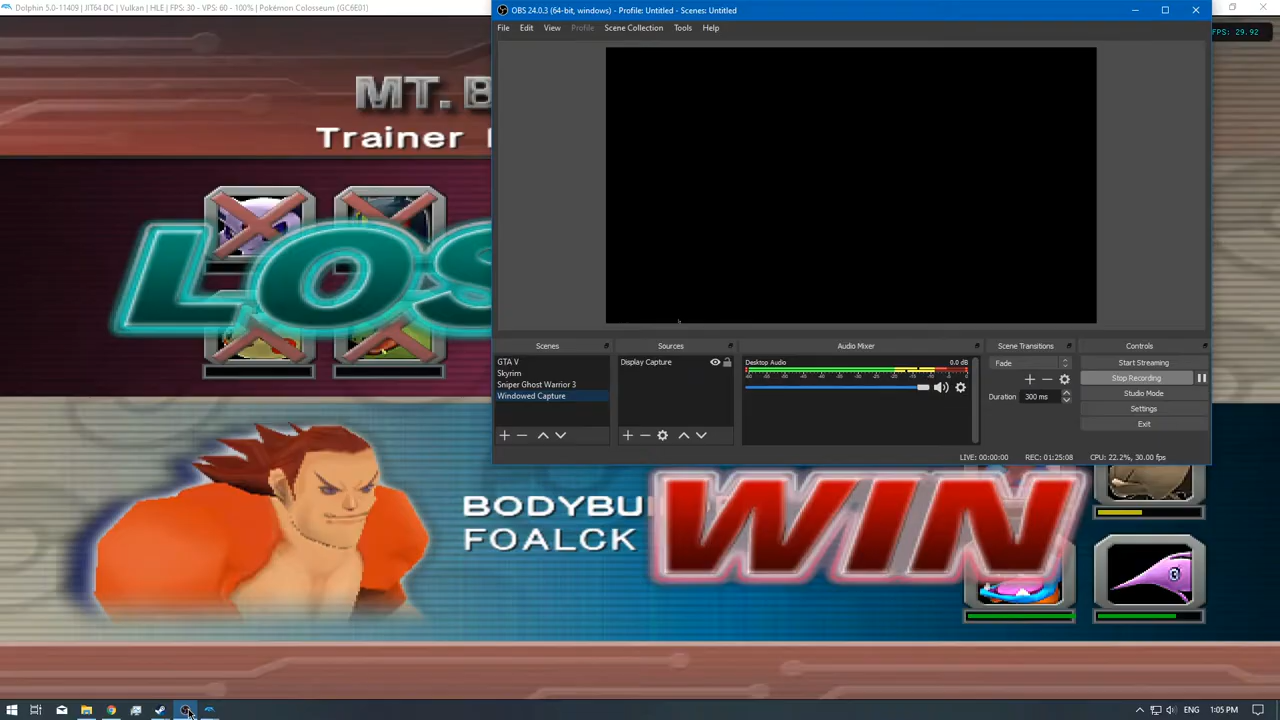 Dolphin 5.0-11409 | JIT64 DC | Vulkan | HLE | FPS: 30 - VPS: 60 - 100% | Pokémon Colosseum (GC6E01)
OBS 24.0.3 (64-bit, windows) - Profile: Untitled - Scenes: Untitled
File Edit View Profile Scene Collection Tools Help
FPS: 29.92
MT. B
Trainer
LOS
Scenes
GTA V
Skyrim
Sniper Ghost Warrior 3
Windowed Capture
Sources
Display Capture
Audio Mixer
Desktop Audio 0.0 dB
Scene Transitions
Fade
Duration 300 ms
Controls
Start Streaming
Stop Recording
Studio Mode
Settings
Exit
LIVE: 00:00:00 REC: 01:25:08 CPU: 22.2%, 30.00 fps
BODYBU
FOALCK
WIN
ENG 1:05 PM